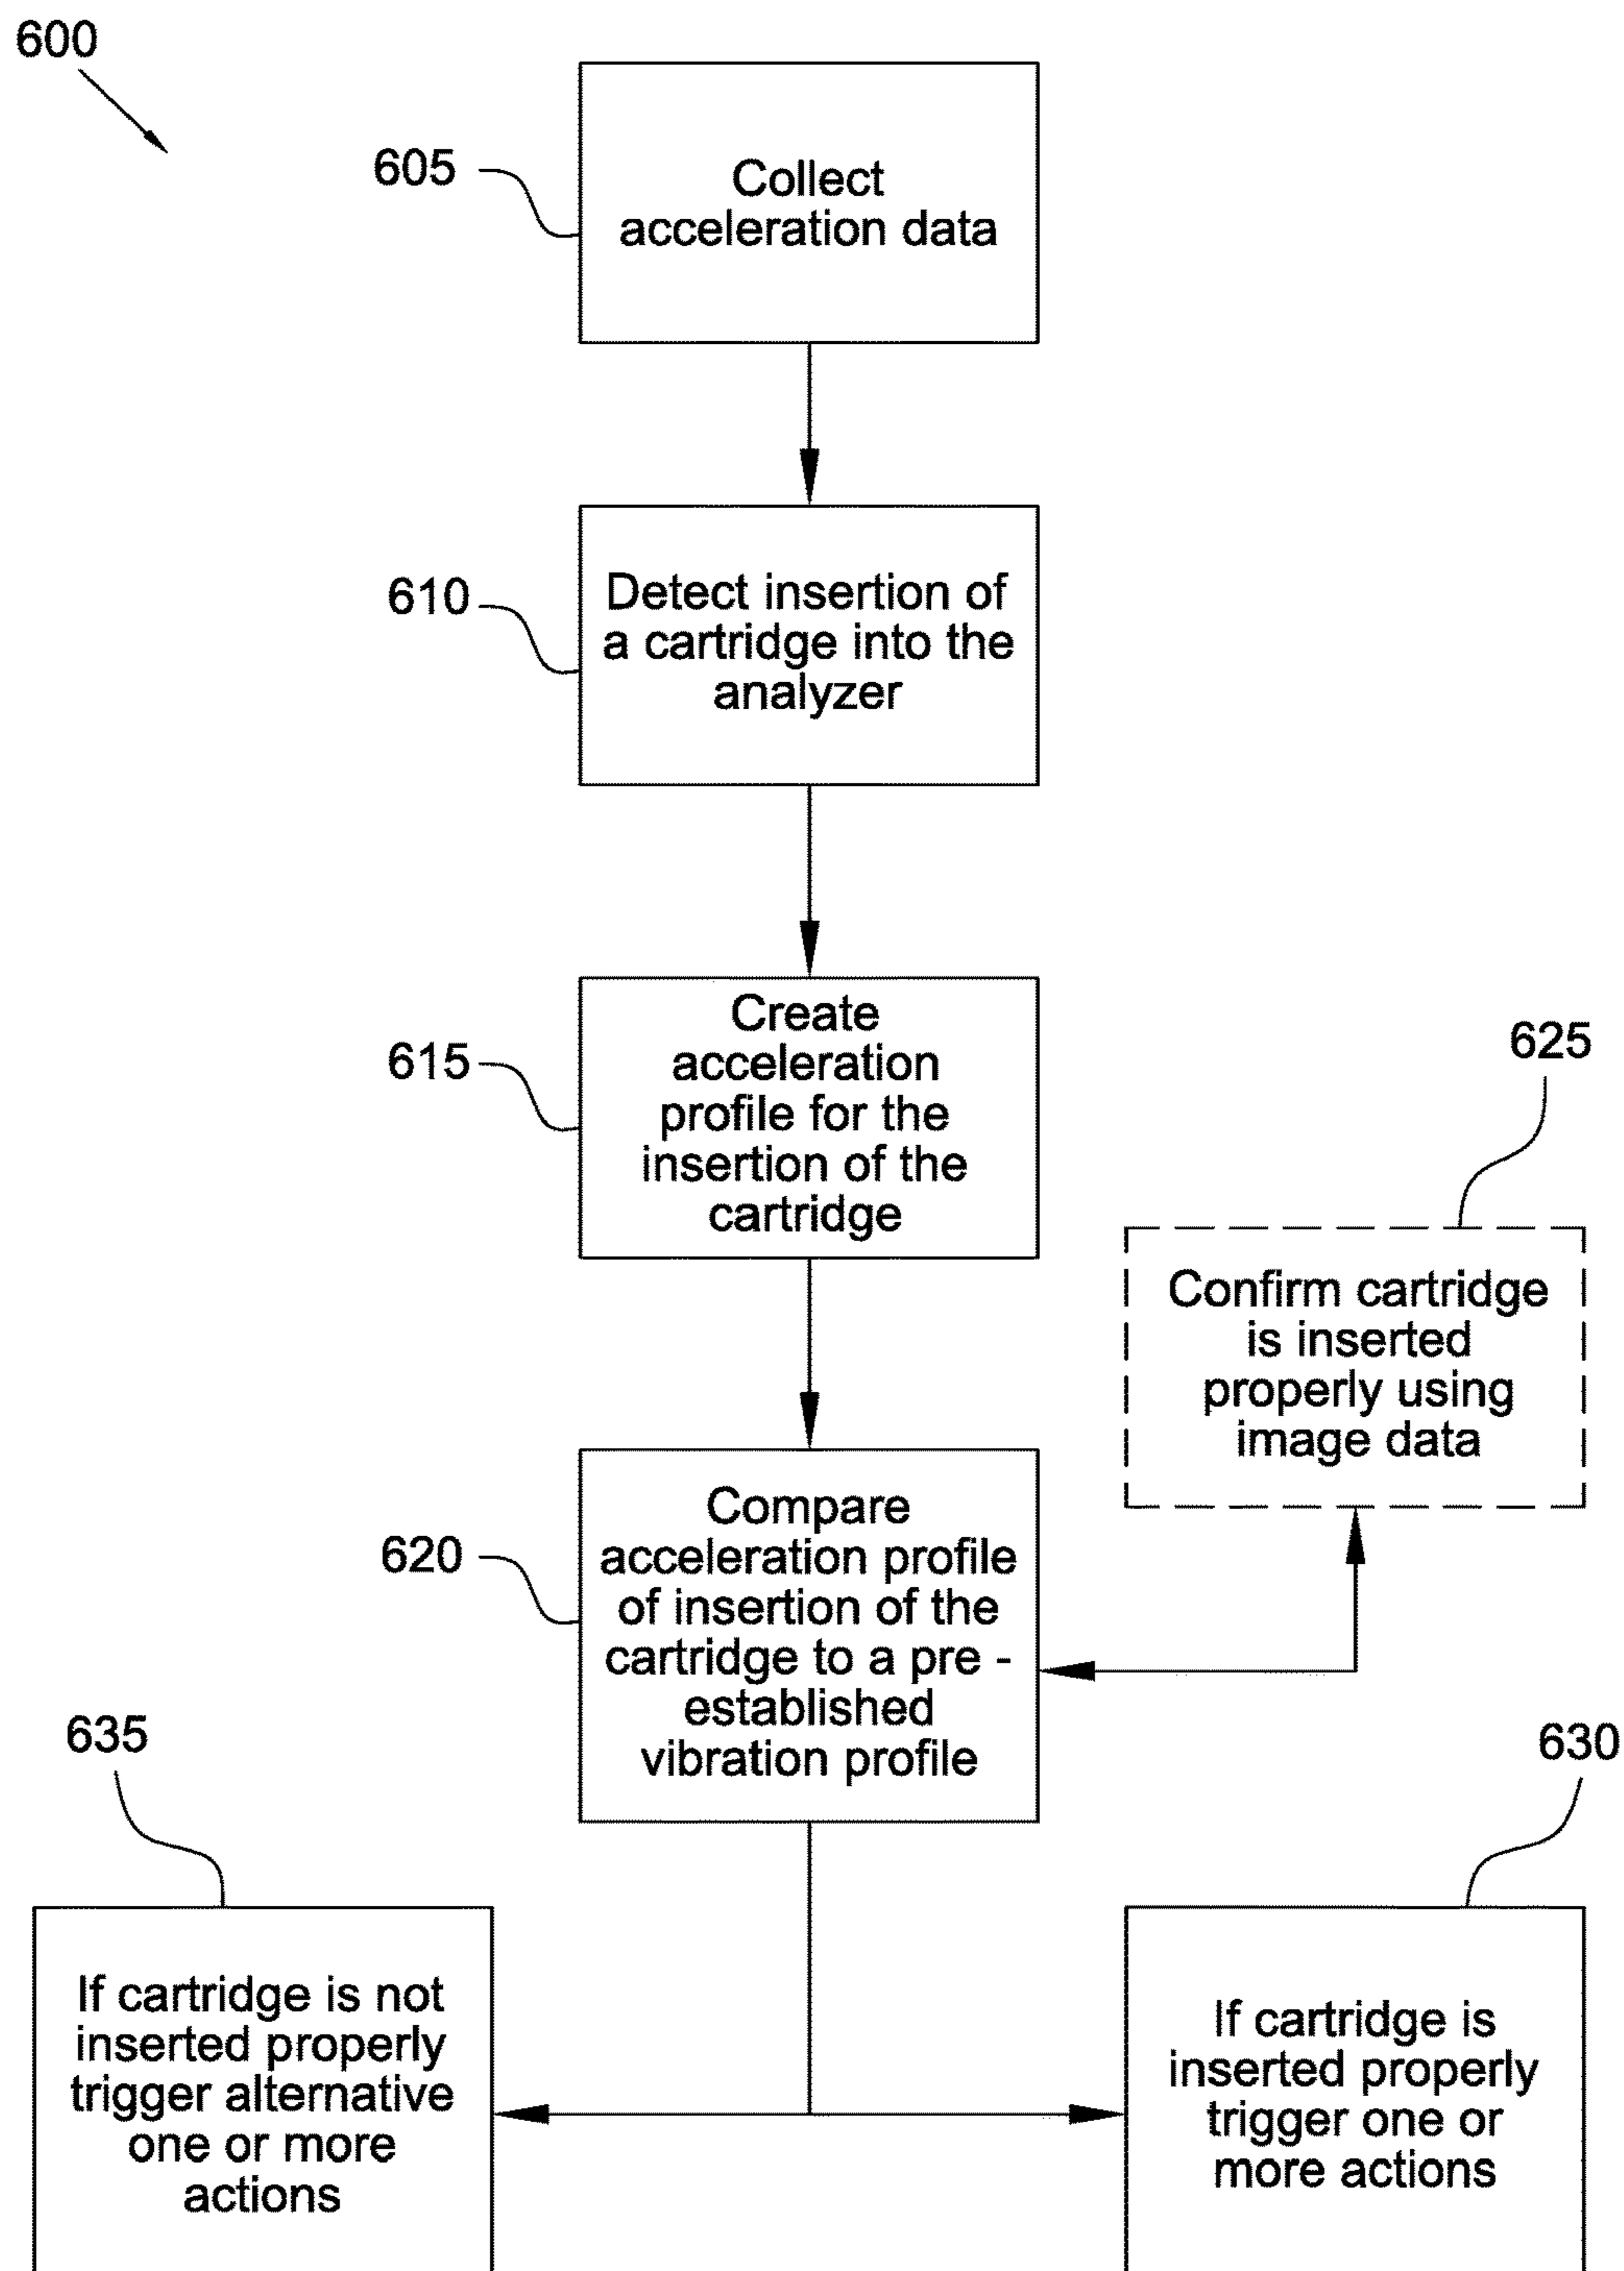 600
605
Collect
acceleration data
610
Detect insertion of
a cartridge into the
analyzer
615
Create
acceleration
profile for the
insertion of the
cartridge
625
Confirm cartridge
is inserted
properly using
image data
620
Compare
acceleration profile
of insertion of the
cartridge to a pre -
established
vibration profile
635
If cartridge is not
inserted properly
trigger alternative
one or more
actions
630
If cartridge is
inserted properly
trigger one or
more actions